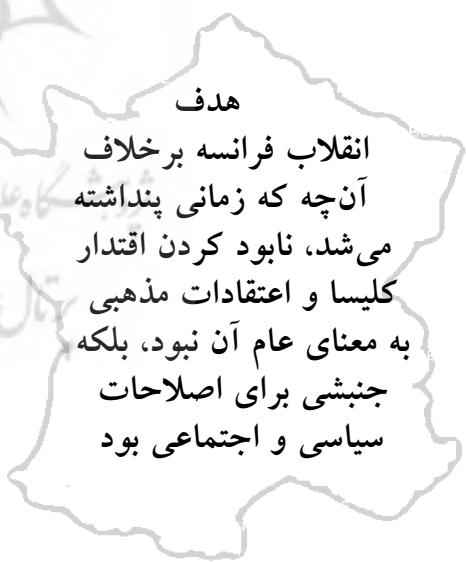 هدف
انقلاب فرانسه برخلاف
آن‌چه که زمانی پنداشته
می‌شد، نابود کردن اقتدار
کلیسا و اعتقادات مذهبی
به معنای عام آن نبود، بلکه
جنبشی برای اصلاحات
سیاسی و اجتماعی بود